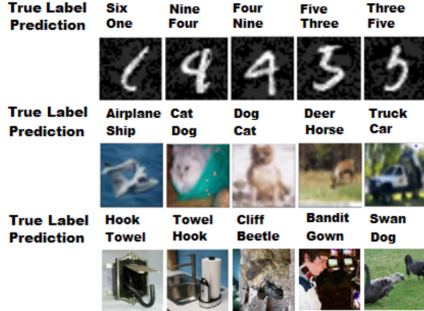 True Label Six Nine Four Five Three
Prediction One Four Nine Three Five
True Label Airplane Cat Dog Deer Truck
Prediction Ship Dog Cat Horse Car
True Label Hook Towel Cliff Bandit Swan
Prediction Towel Hook Beetle Gown Dog